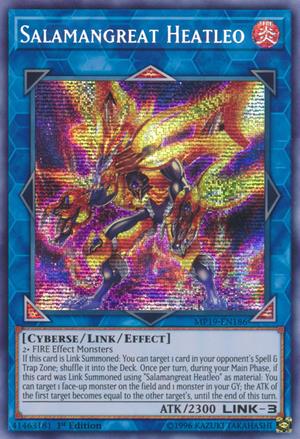 SALAMANGREAT HEATLEO
炎
MP19-EN186
[CYBERSE/LINK/EFFECT]
2+ FIRE Effect Monsters
If this card is Link Summoned: You can target 1 card in your opponent's Spell &
Trap Zone; shuffle it into the Deck. Once per turn, during your Main Phase, if
this card was Link Summoned using "Salamangreat Heatleo" as material: You
can target 1 face-up monster on the field and 1 monster in your GY; the ATK of
the first target becomes equal to the other target's, until the end of this turn.
ATK/2300 LINK-3
41463181 1st Edition ©1996 KAZUKI TAKAHASHI